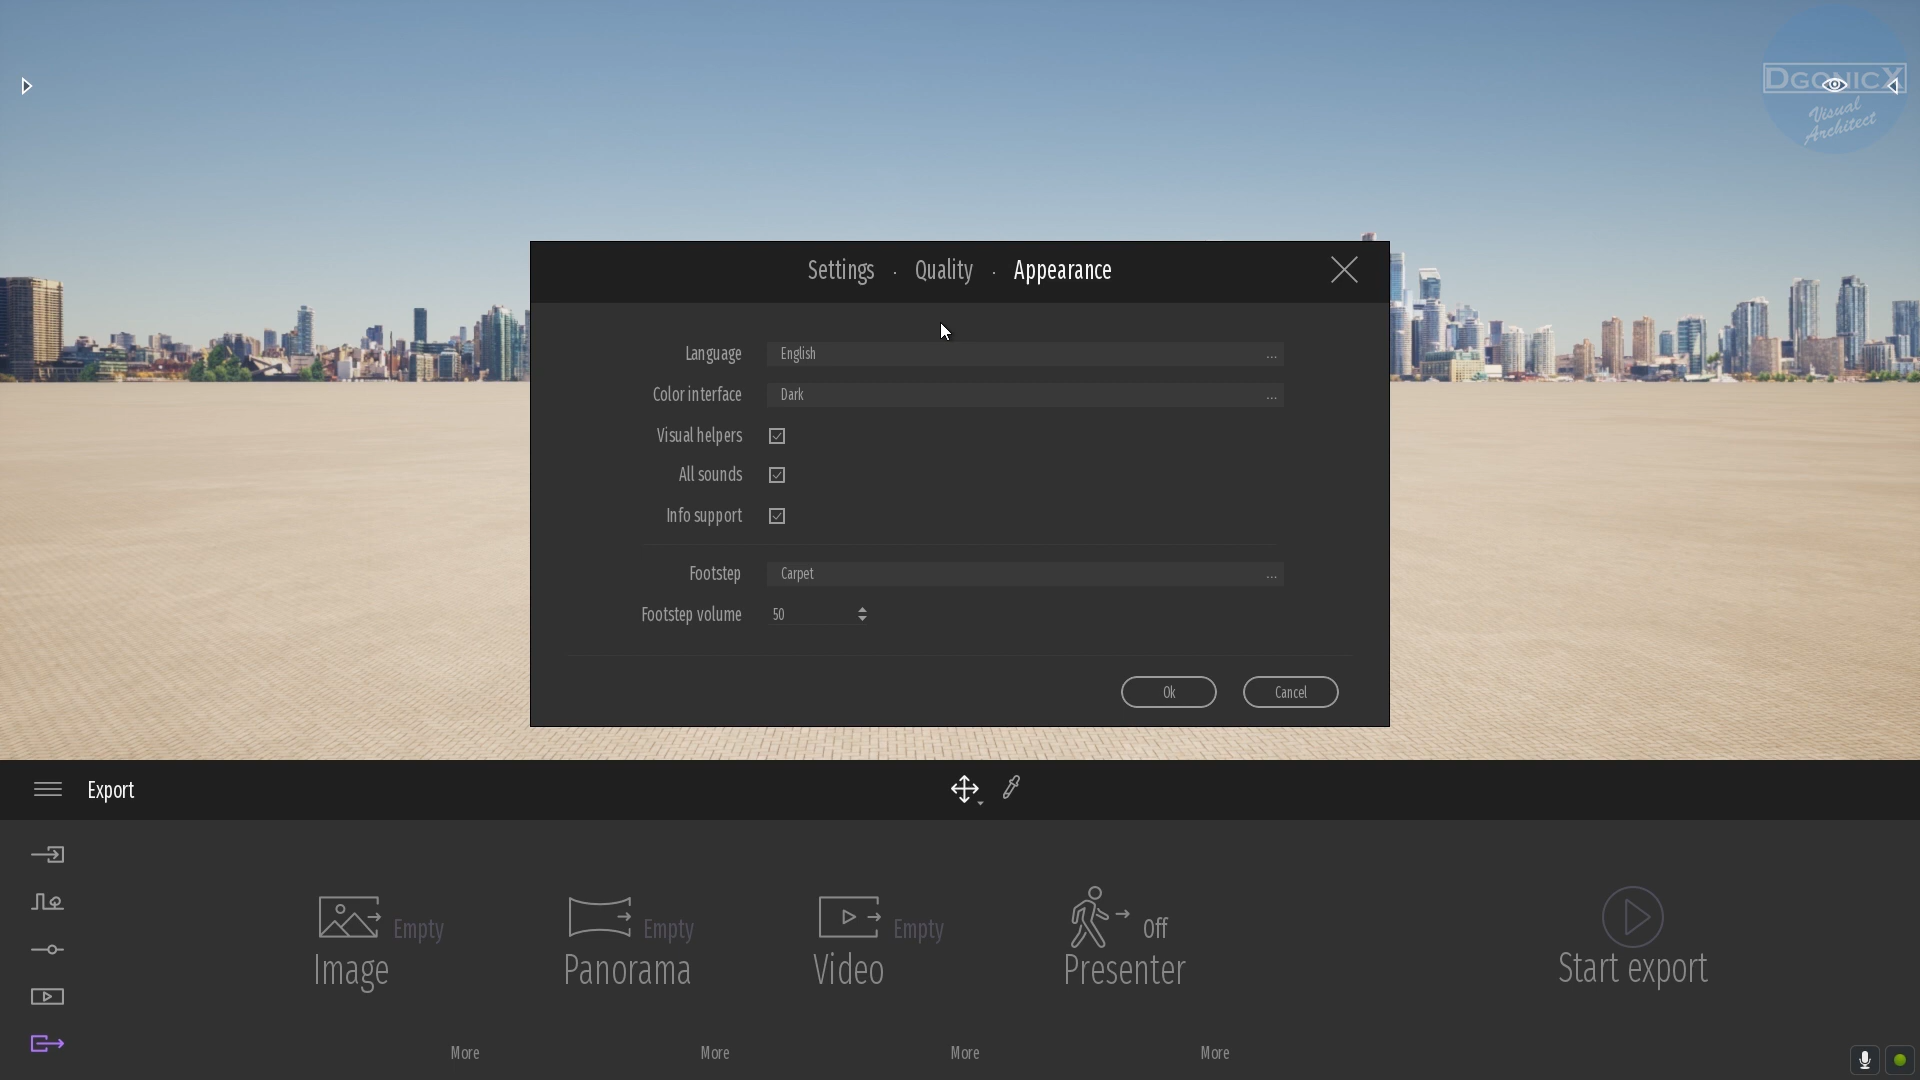 DGONICX
Visual
Architect
Settings · Quality · Appearance
Language English ...
Color interface Dark ...
Visual helpers
All sounds
Info support
Footstep Carpet ...
Footstep volume 50
Ok Cancel
Export
Empty Empty Empty Off
Image Panorama Video Presenter Start export
More More More More